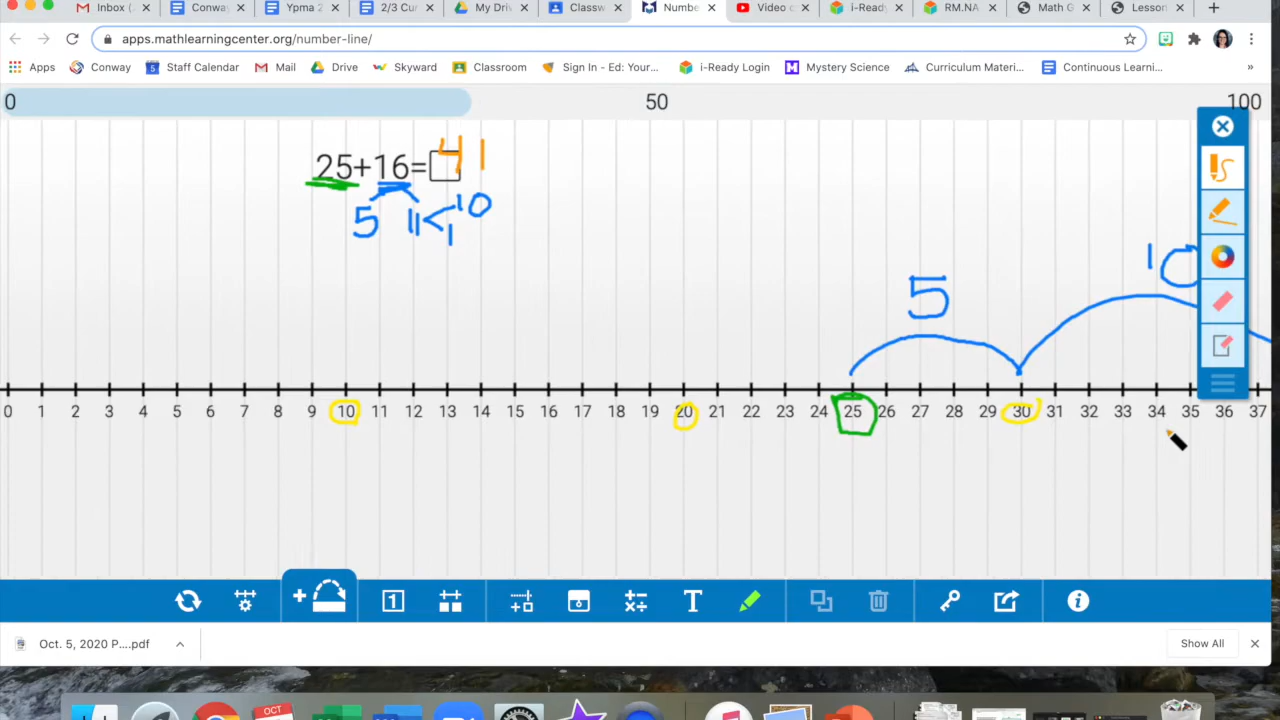 Inbox (
Conway
Ypma 2
2/3 Cur
My Driv
Classw
Numbe
Video c
i-Ready
RM.NA
Math G
Lesson
apps.mathlearningcenter.org/number-line/
Apps Conway Staff Calendar Mail Drive Skyward Classroom Sign In - Ed: Your... i-Ready Login Mystery Science Curriculum Materi... Continuous Learni... »
0 50 100
25+16= 41
5 11 < 10
1
5
10
0 1 2 3 4 5 6 7 8 9 10 11 12 13 14 15 16 17 18 19 20 21 22 23 24 25 26 27 28 29 30 31 32 33 34 35 36 37
1
T
Oct. 5, 2020 P....pdf
Show All
OCT